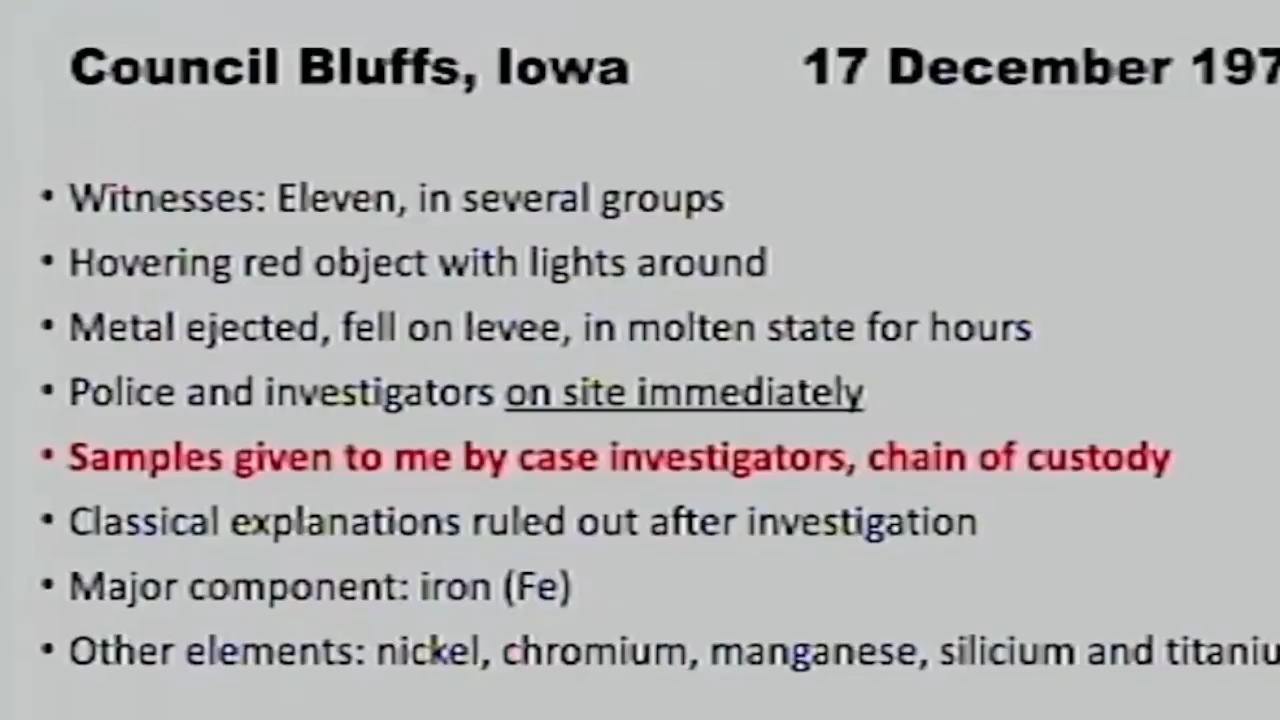 Council Bluffs, Iowa 17 December 197
• Witnesses: Eleven, in several groups
• Hovering red object with lights around
• Metal ejected, fell on levee, in molten state for hours
• Police and investigators on site immediately
• Samples given to me by case investigators, chain of custody
• Classical explanations ruled out after investigation
• Major component: iron (Fe)
• Other elements: nickel, chromium, manganese, silicium and titaniu